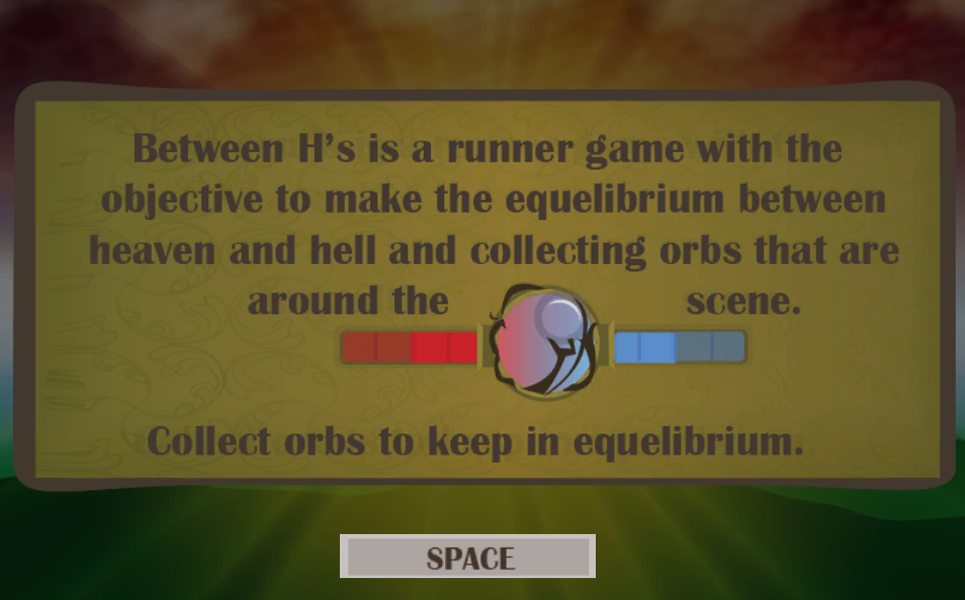 Between H's is a runner game with the
objective to make the equelibrium between
heaven and hell and collecting orbs that are
around the scene.
Collect orbs to keep in equelibrium.
SPACE